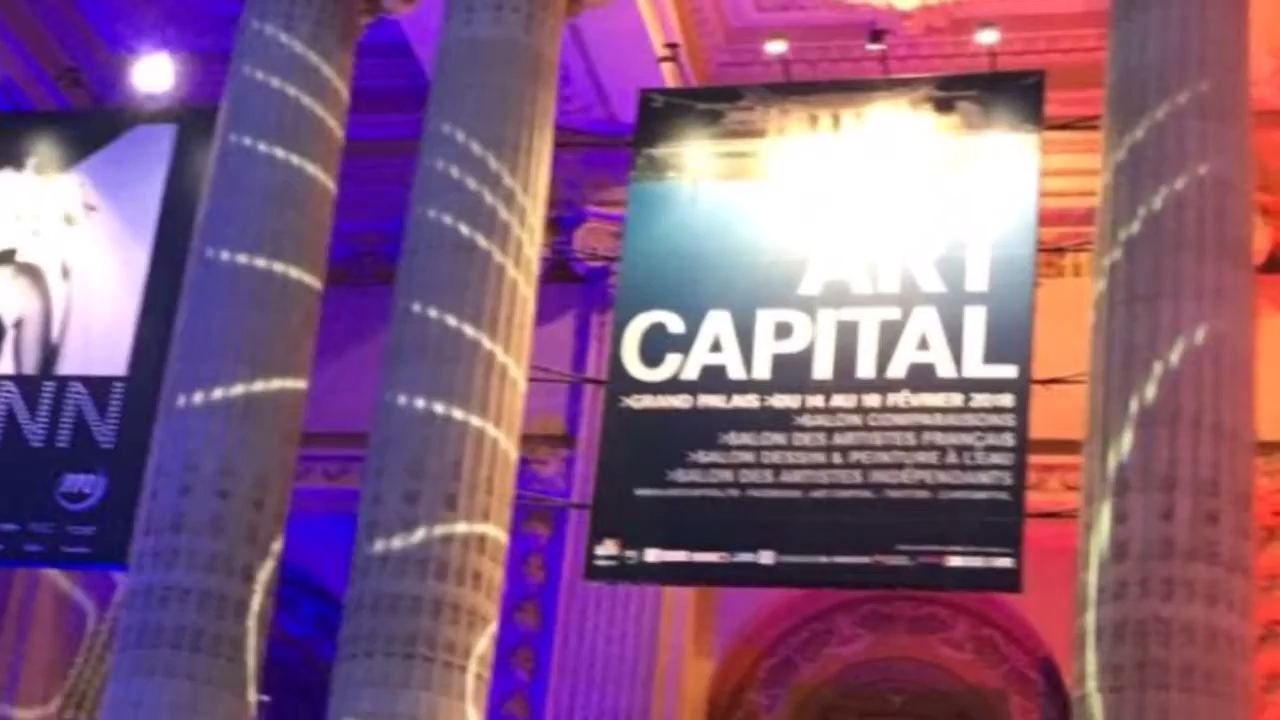 NN
m
ART
CAPITAL
>GRAND PALAIS >DU 14 AU 18 FÉVRIER 2018
>SALON COMPARAISONS
>SALON DES ARTISTES FRANÇAIS
>SALON DESSIN & PEINTURE À L'EAU
>SALON DES ARTISTES INDÉPENDANTS